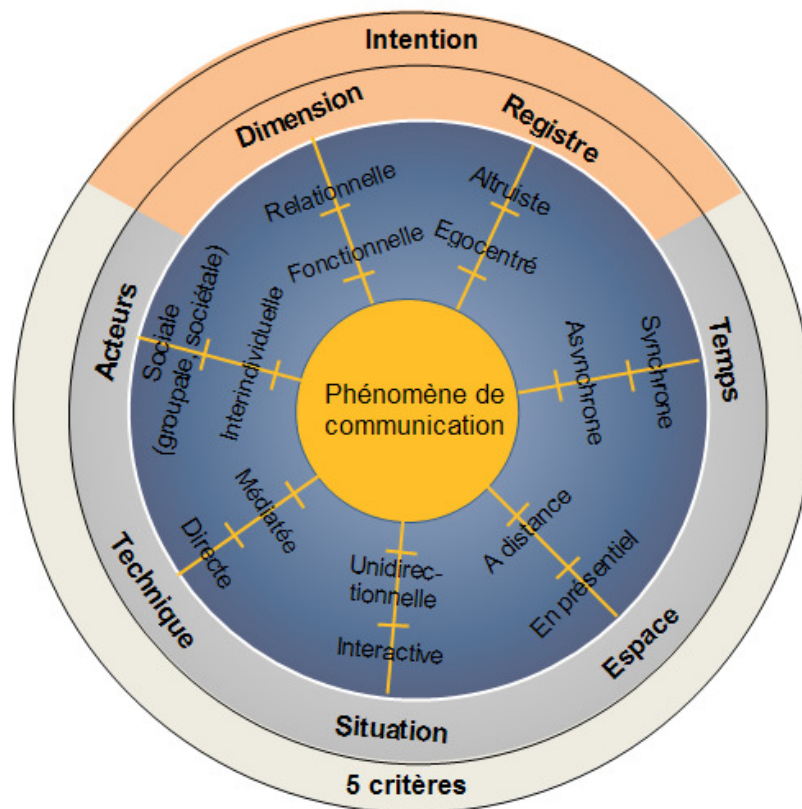 Intention
Dimension
Registre
Relationnelle
Fonctionnelle
Altruiste
Egocentré
Acteurs
Sociale
(groupale, sociétale)
Interindividuelle
Temps
Asynchrone
Synchrone
Phénomène de
communication
Technique
Directe
Médiatée
Unidirec-
tionnelle
Interactive
A distance
En présentiel
Espace
Situation
5 critères